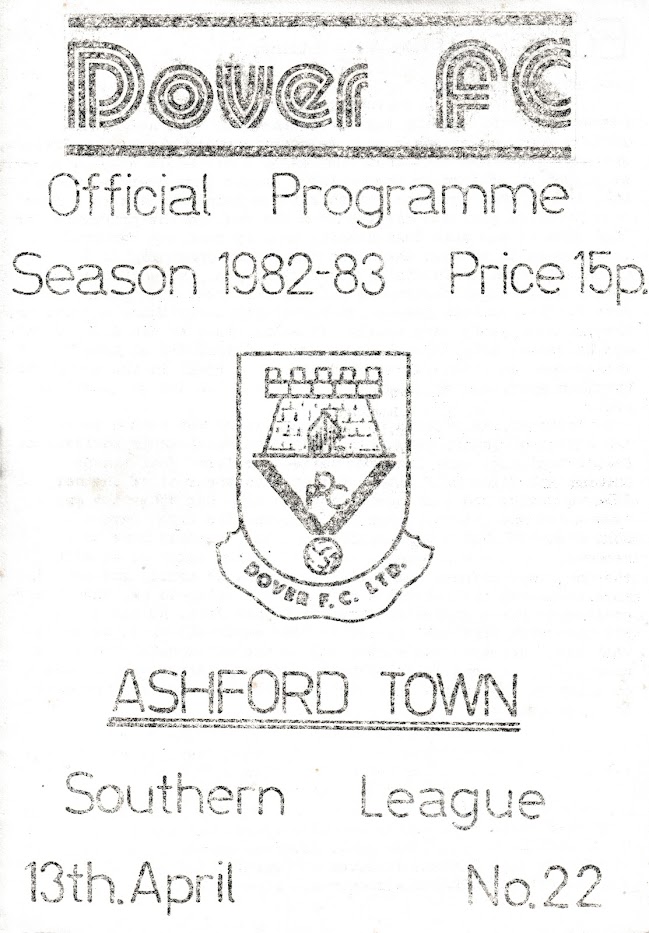 Dover FC
Official Programme
Season 1982-83 Price 15p.
DFC
DOVER F.C. LTD.
ASHFORD TOWN
Southern League
13th. April No. 22